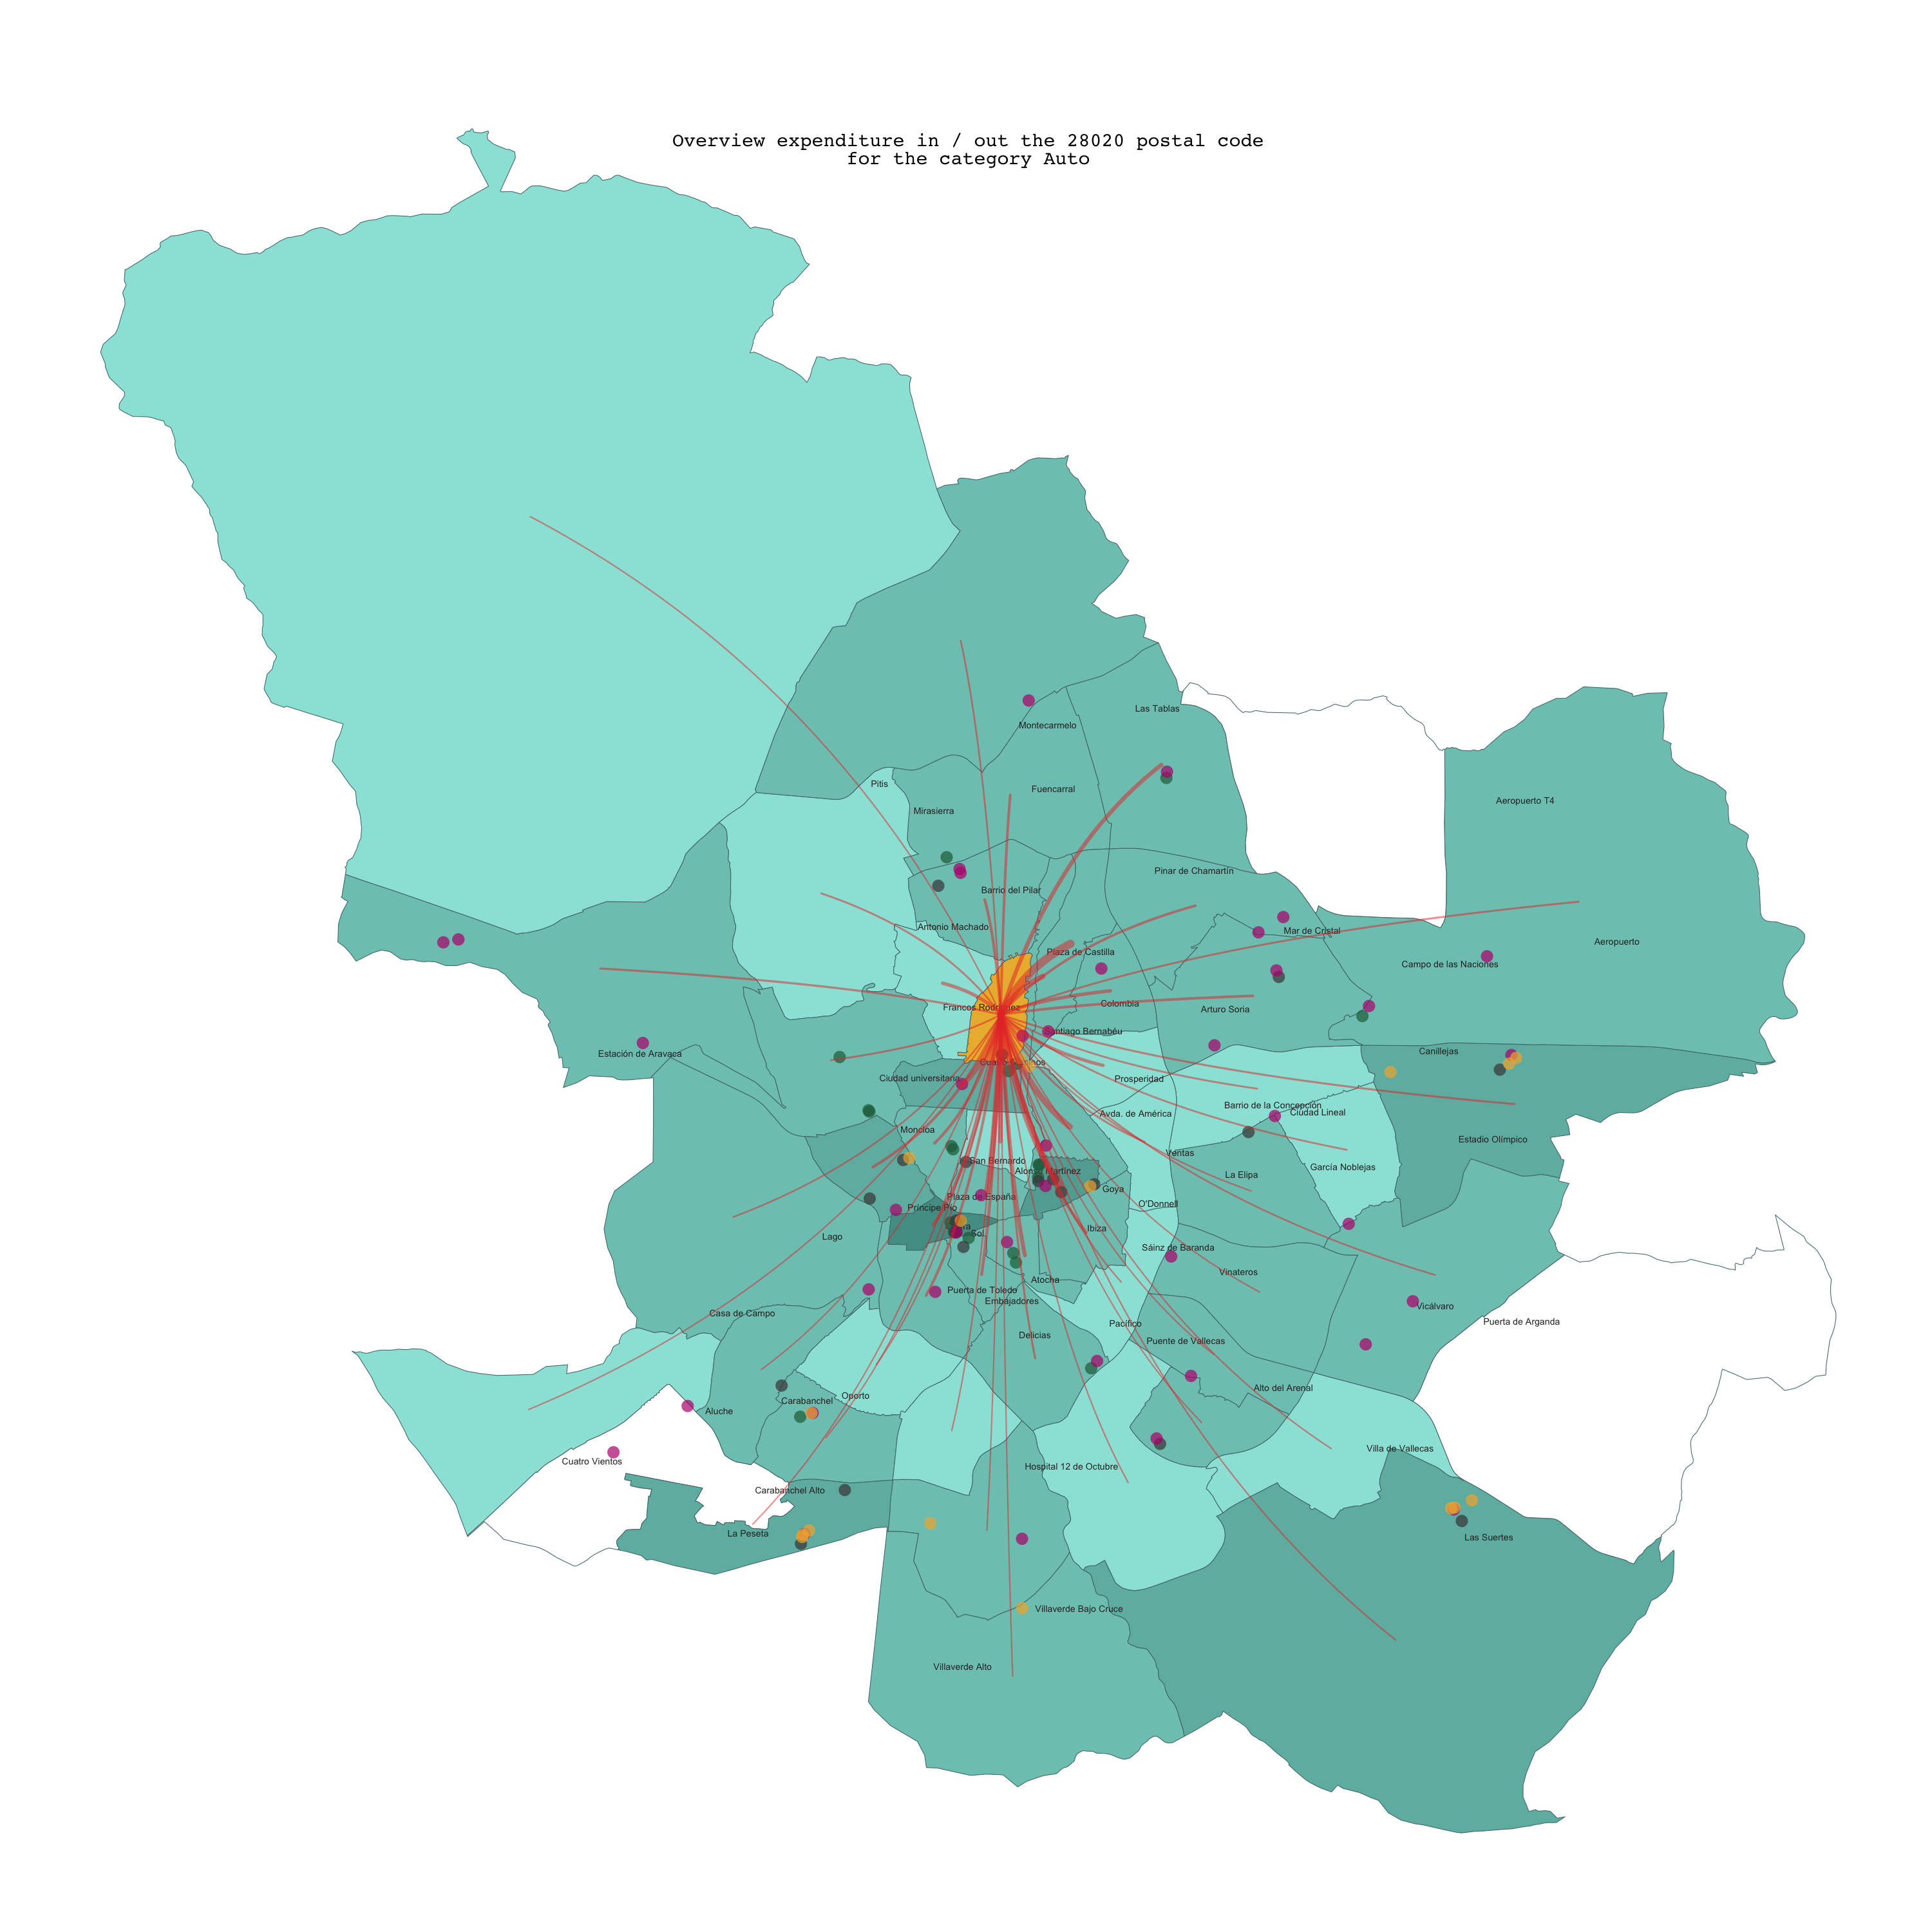 Overview expenditure in / out the 28020 postal code
for the category Auto
Las Tablas
Montecarmelo
Pitis
Fuencarral
Aeropuerto T4
Mirasierra
Pinar de Chamartín
Barrio del Pilar
Antonio Machado
Mar de Cristal
Aeropuerto
Plaza de Castilla
Campo de las Naciones
Colombia
Arturo Soria
Santiago Bernabéu
Estación de Aravaca
Canillejas
Ciudad universitaria
Prosperidad
Barrio de la Concepción
Ciudad Lineal
Avda. de América
Moncloa
Estadio Olímpico
Ventas
San Bernardo
García Noblejas
Alonso Martínez
La Elipa
Goya
Plaza de España
O'Donnell
Príncipe Pío
Ibiza
Sol
Lago
Sáinz de Baranda
Vinateros
Atocha
Puerta de Toledo
Embajadores
Vicálvaro
Casa de Campo
Puerta de Arganda
Pacífico
Delicias
Puente de Vallecas
Alto del Arenal
Oporto
Carabanchel
Aluche
Villa de Vallecas
Cuatro Vientos
Hospital 12 de Octubre
Carabanchel Alto
La Peseta
Las Suertes
Villaverde Bajo Cruce
Villaverde Alto